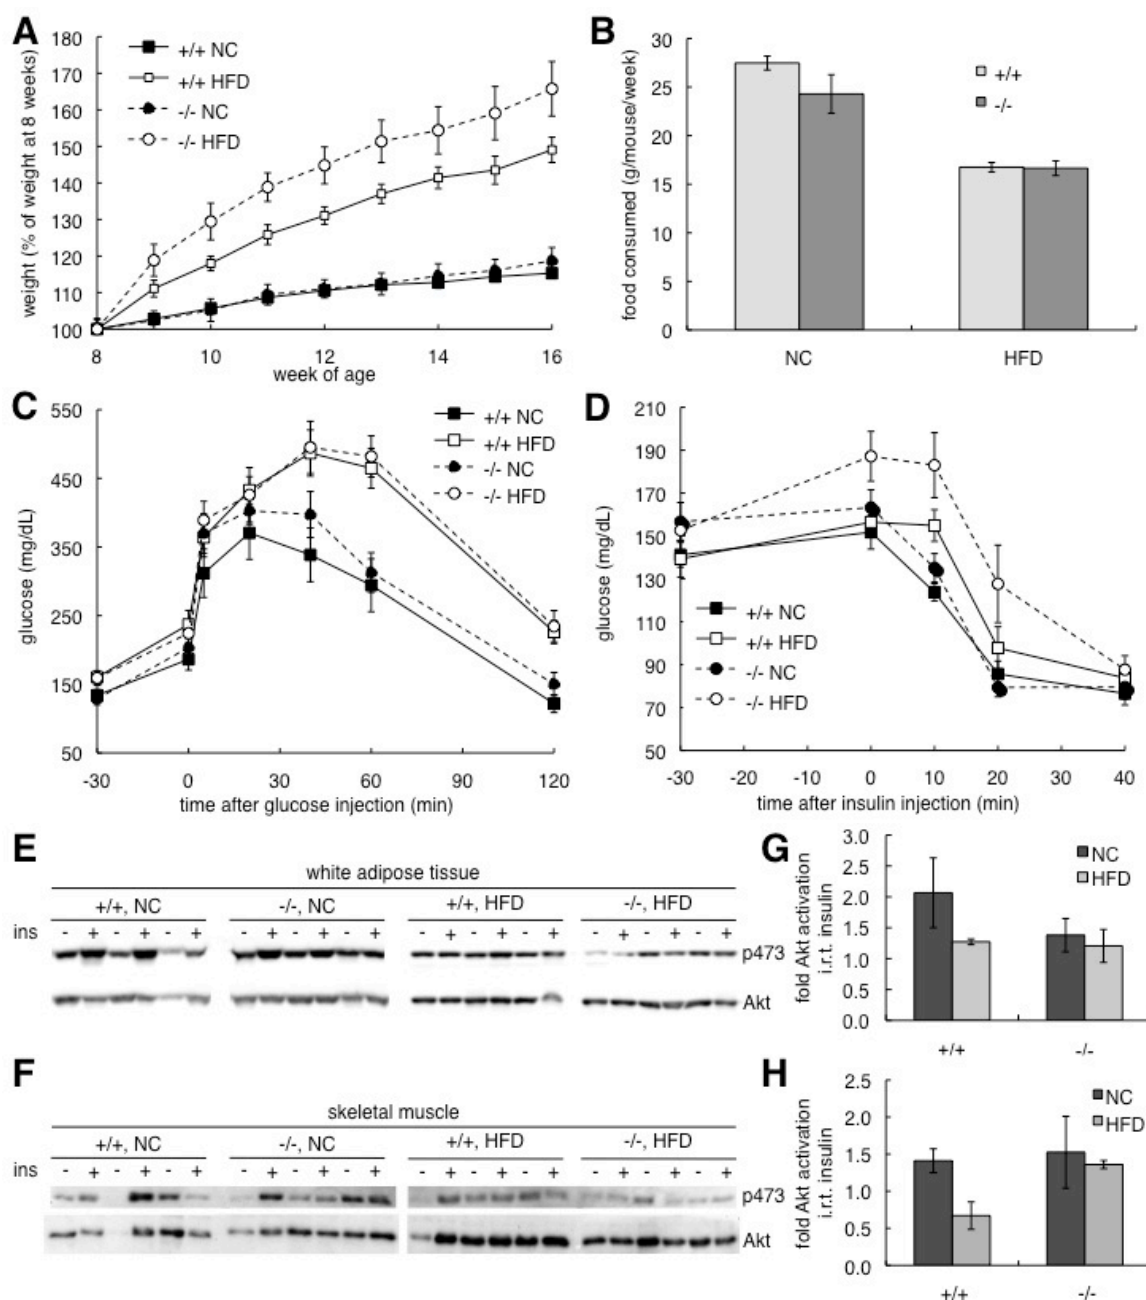 A
weight (% of weight at 8 weeks)
180
170
160
150
140
130
120
110
100
8
10
12
14
16
week of age
+/+ NC
+/+ HFD
-/- NC
-/- HFD
B
food consumed (g/mouse/week)
30
25
20
15
10
5
0
+/+
-/-
NC
HFD
C
glucose (mg/dL)
550
450
350
250
150
50
-30
0
30
60
90
120
time after glucose injection (min)
+/+ NC
+/+ HFD
-/- NC
-/- HFD
D
glucose (mg/dL)
210
190
170
150
130
110
90
70
50
-30
-20
-10
0
10
20
30
40
time after insulin injection (min)
+/+ NC
+/+ HFD
-/- NC
-/- HFD
E
white adipose tissue
+/+, NC
-/-, NC
+/+, HFD
-/-, HFD
ins - + - + - + - + - + - + - + - + - + - + - + - +
p473
Akt
G
fold Akt activation
i.r.t. insulin
3.0
2.5
2.0
1.5
1.0
0.5
0.0
NC
HFD
+/+
-/-
F
skeletal muscle
+/+, NC
-/-, NC
+/+, HFD
-/-, HFD
ins - + - + - + - + - + - + - + - + - + - + - + - +
p473
Akt
H
fold Akt activation
i.r.t. insulin
2.5
2.0
1.5
1.0
0.5
0.0
NC
HFD
+/+
-/-